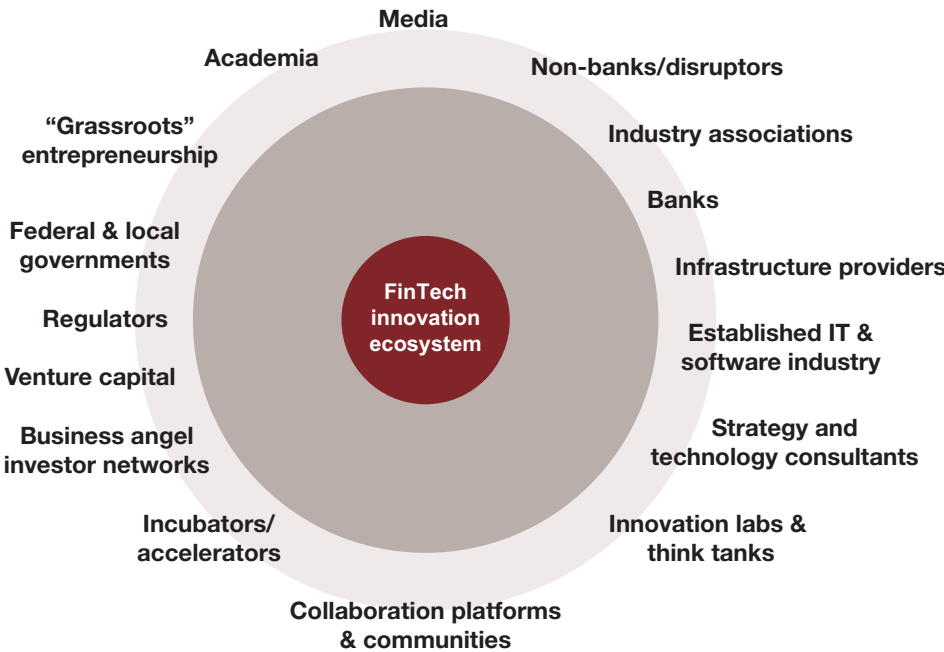 Media
Academia
Non-banks/disruptors
“Grassroots”
entrepreneurship
Industry associations
Banks
Federal & local
governments
Infrastructure providers
FinTech
innovation
ecosystem
Regulators
Established IT &
software industry
Venture capital
Business angel
investor networks
Strategy and
technology consultants
Incubators/
accelerators
Innovation labs &
think tanks
Collaboration platforms
& communities